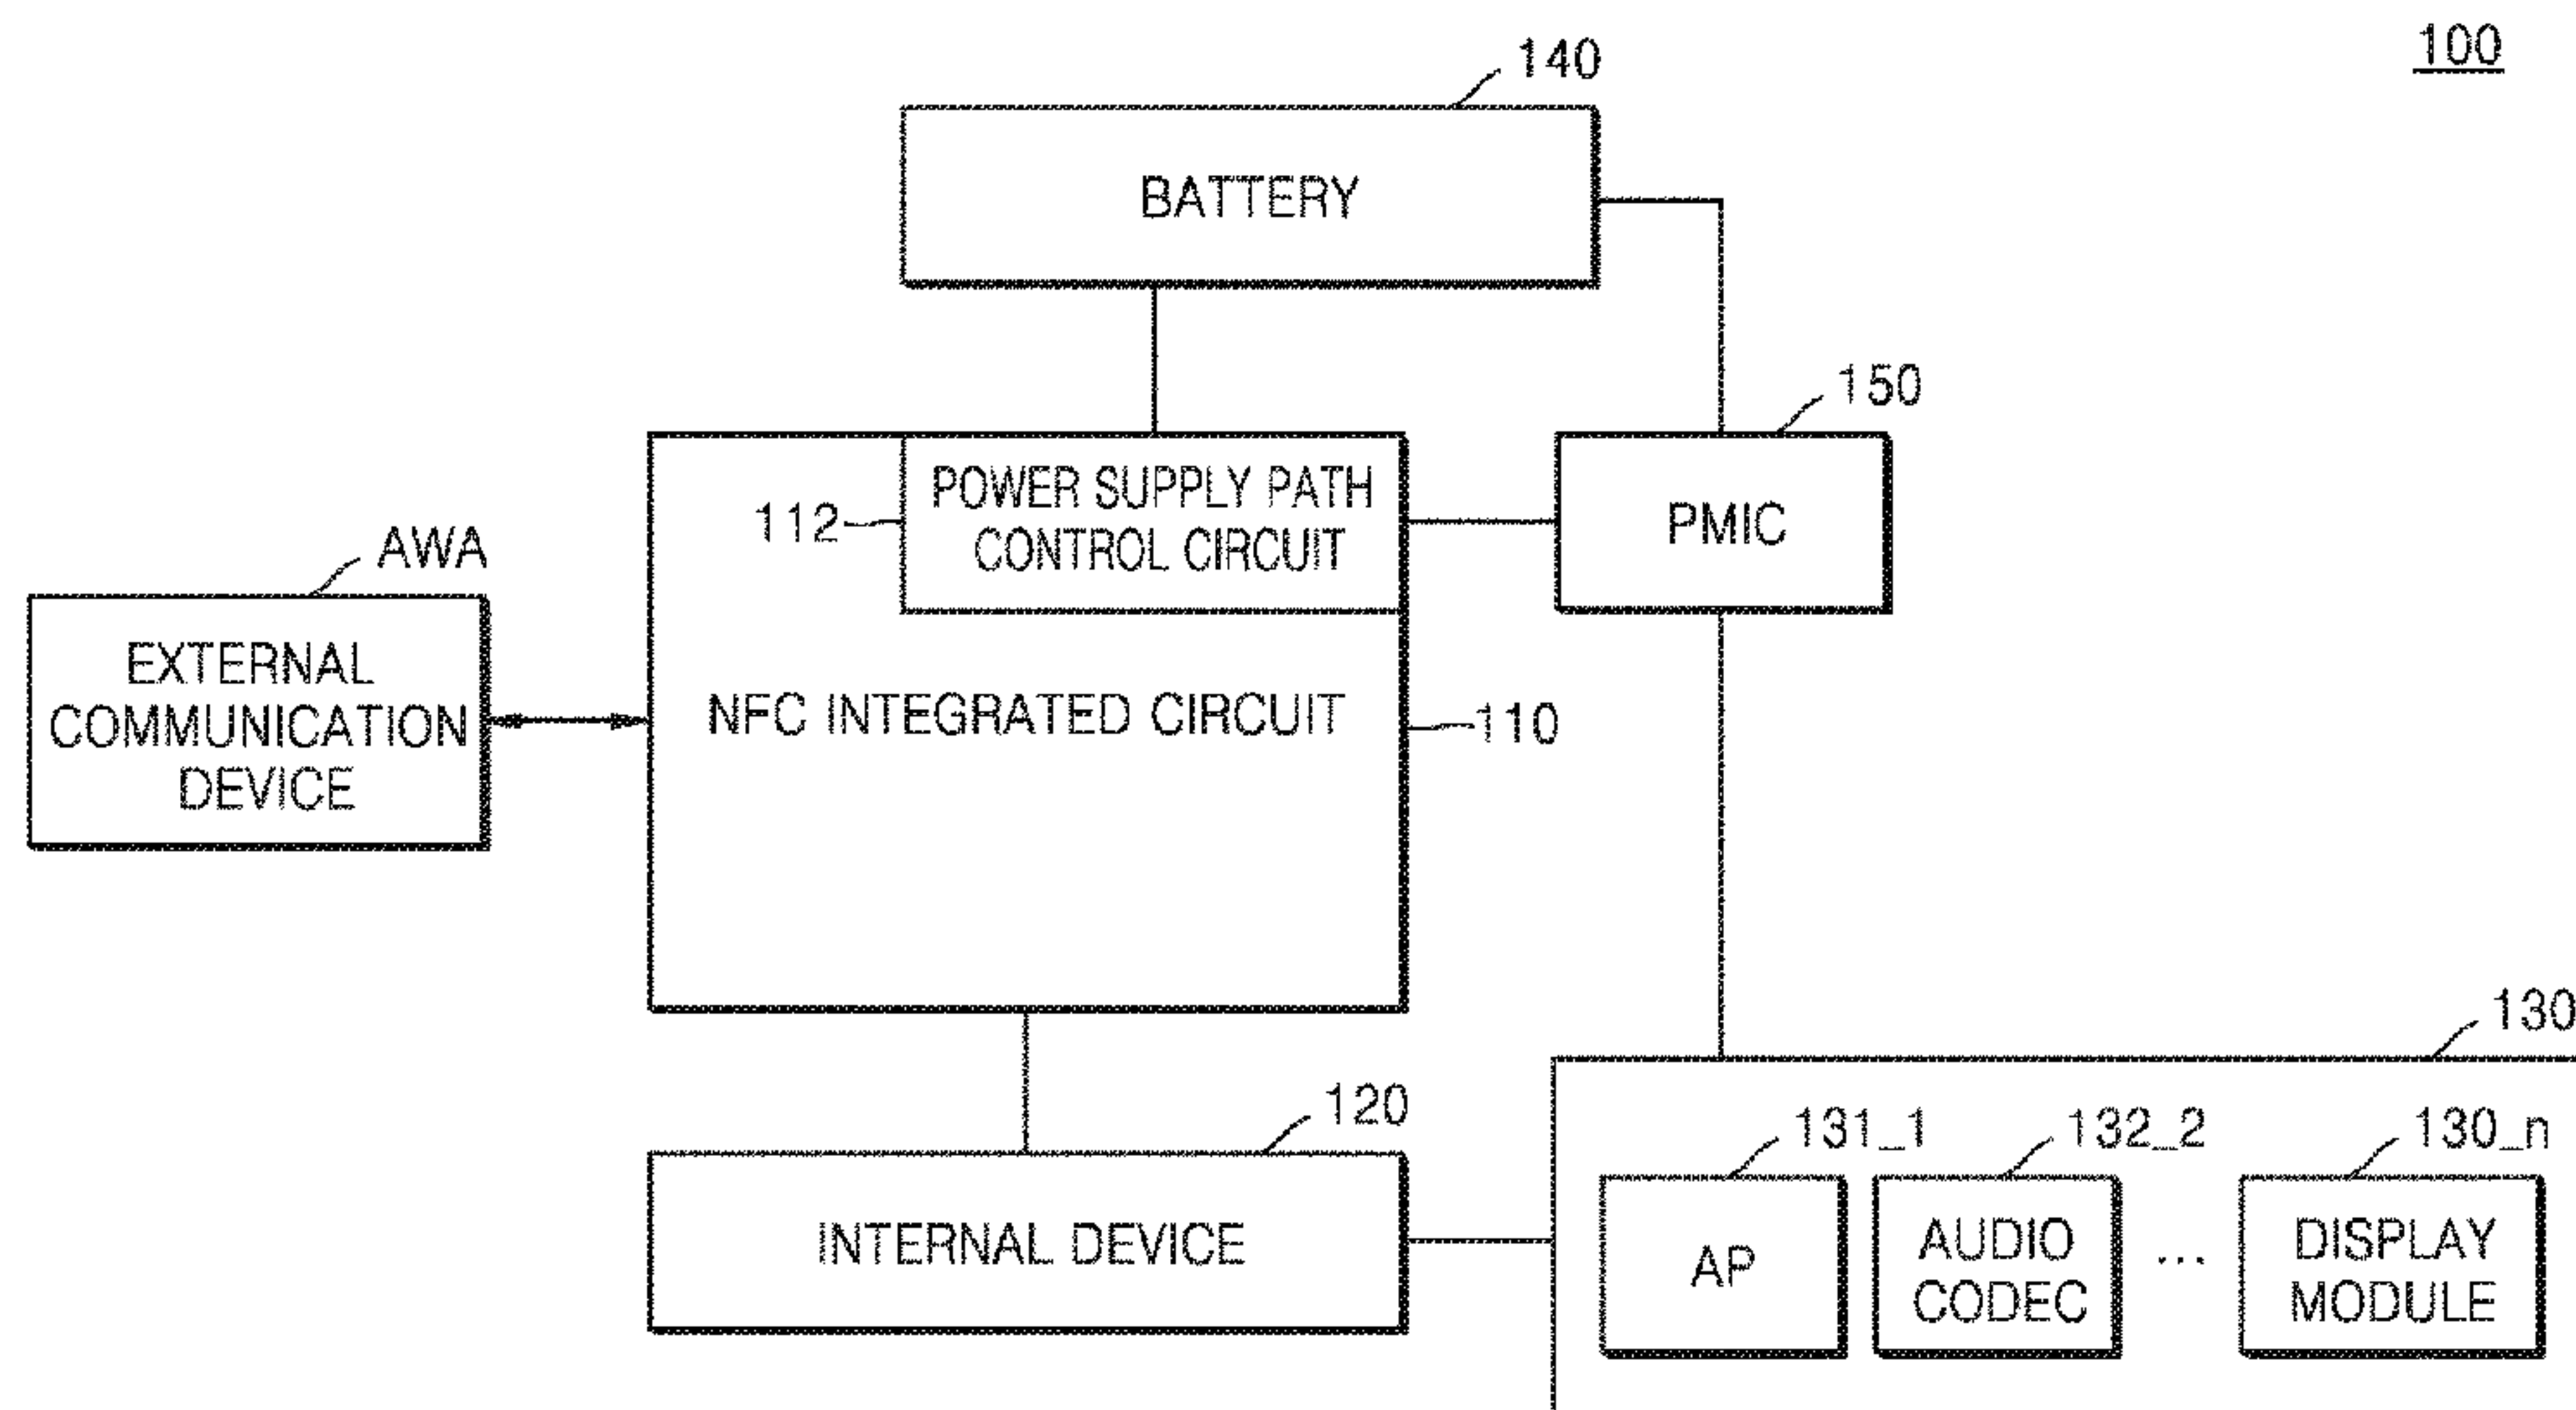 100
140
BATTERY
150
POWER SUPPLY PATH
CONTROL CIRCUIT
112
PMIC
AWA
EXTERNAL
COMMUNICATION
DEVICE
NFC INTEGRATED CIRCUIT
110
130
120
INTERNAL DEVICE
131_1
132_2
130_n
AP
AUDIO
CODEC
...
DISPLAY
MODULE